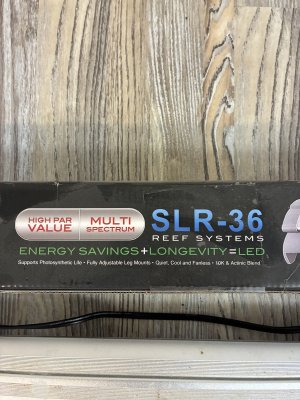 HIGH PAR
VALUE
MULTI
SPECTRUM
SLR-36
REEF SYSTEMS
ENERGY SAVINGS+LONGEVITY=LED
Supports Photosynthetic Life • Fully Adjustable Leg Mounts • Quiet, Cool and Fanless • 10K & Actinic Blend